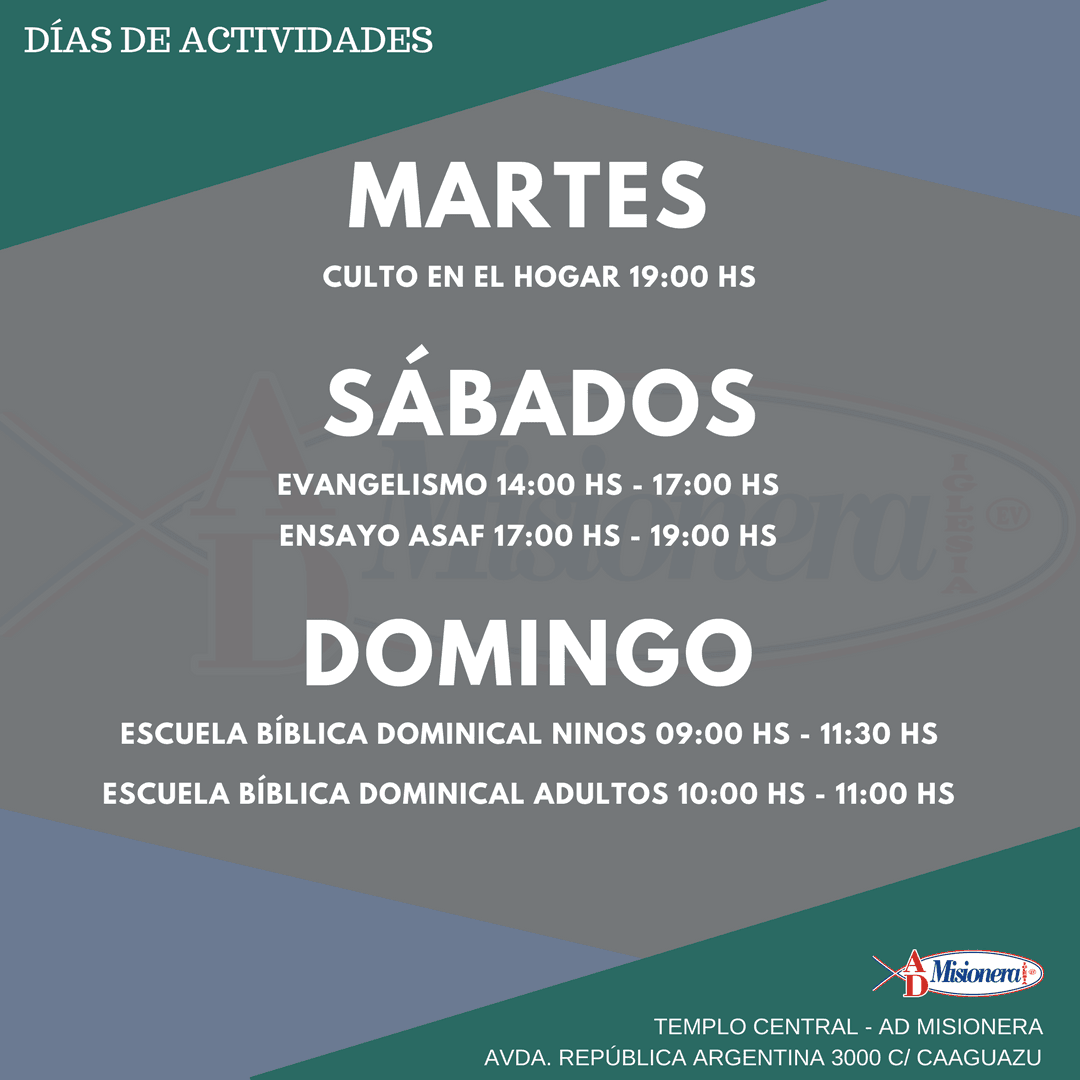 DÍAS DE ACTIVIDADES
MARTES
CULTO EN EL HOGAR 19:00 HS
SÁBADOS
EVANGELISMO 14:00 HS - 17:00 HS
ENSAYO ASAF 17:00 HS - 19:00 HS
DOMINGO
ESCUELA BÍBLICA DOMINICAL NINOS 09:00 HS - 11:30 HS
ESCUELA BÍBLICA DOMINICAL ADULTOS 10:00 HS - 11:00 HS
AD Misionera IGLESIA
TEMPLO CENTRAL - AD MISIONERA
AVDA. REPÚBLICA ARGENTINA 3000 C/ CAAGUAZU